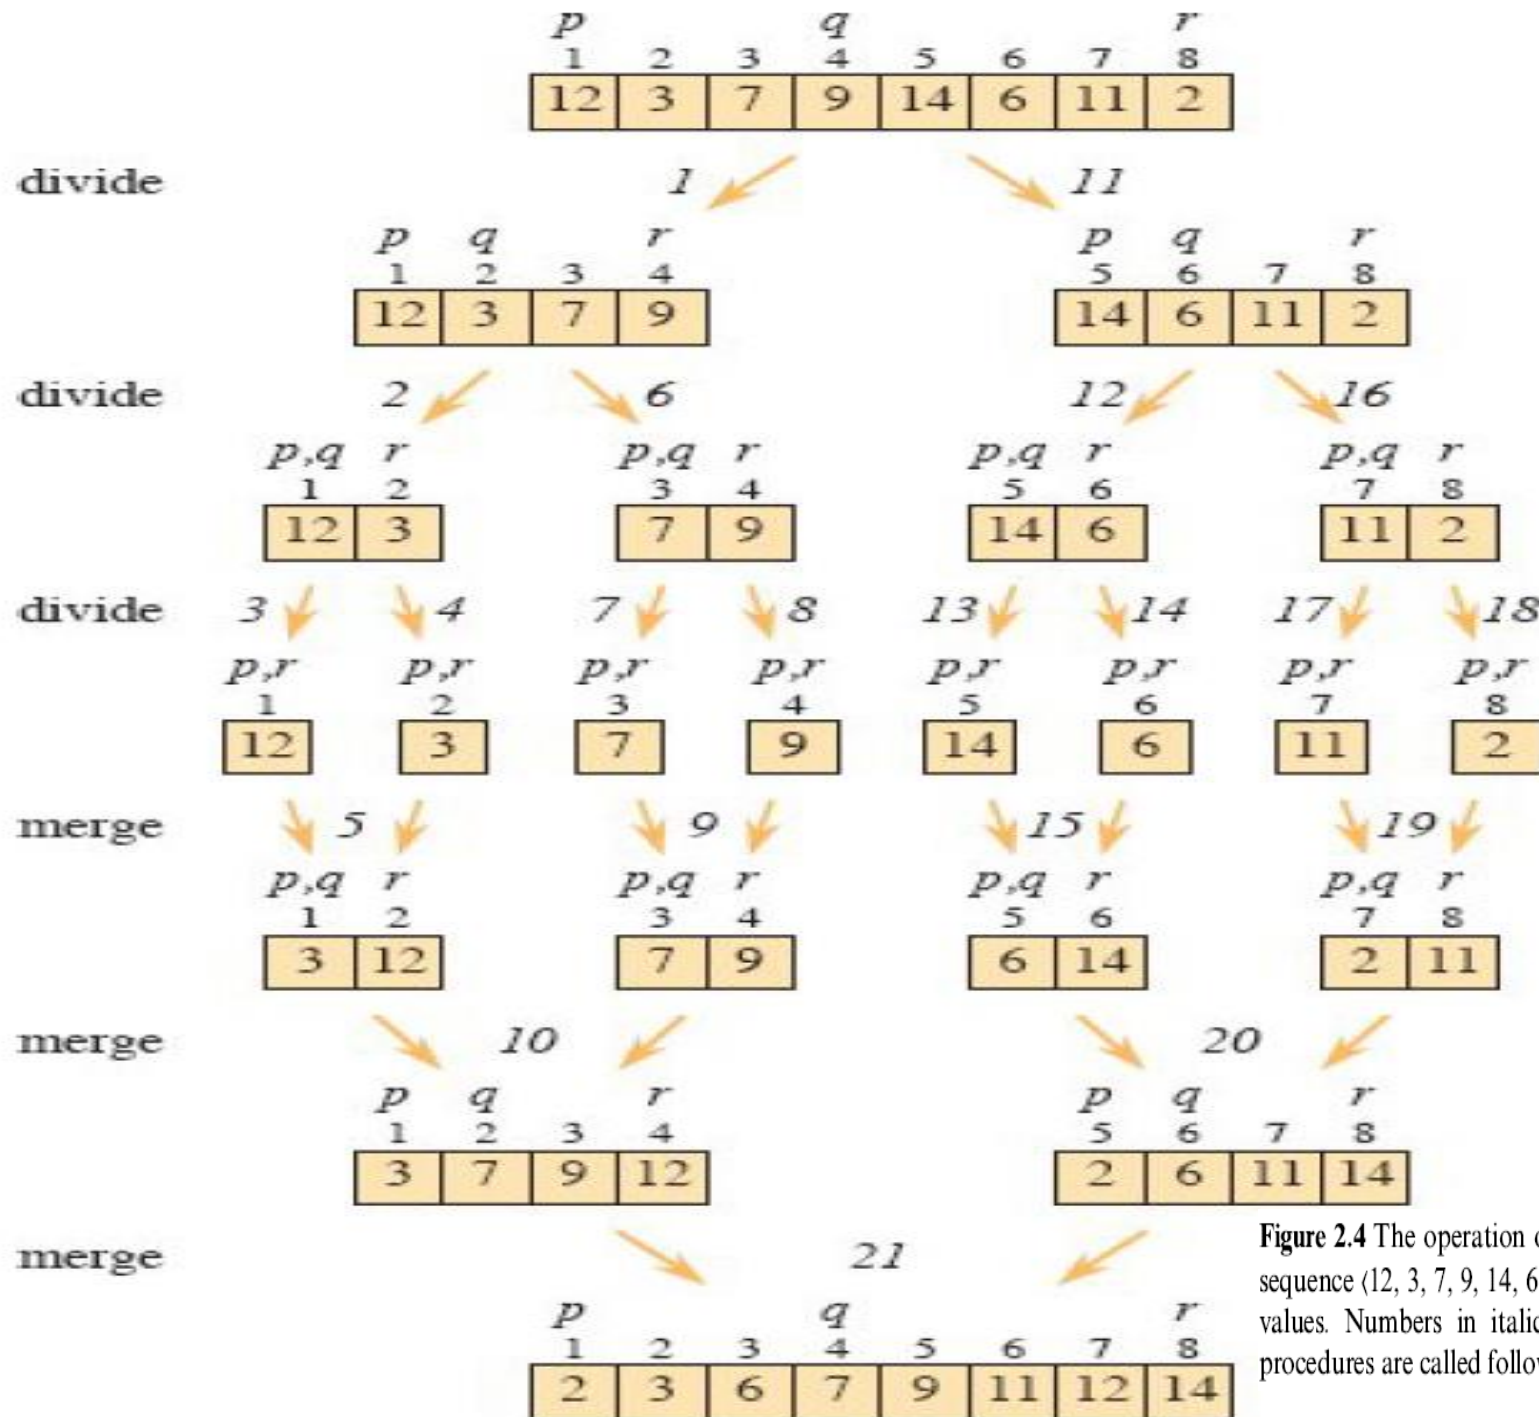 p q r
1 2 3 4 5 6 7 8
12 3 7 9 14 6 11 2
divide 1 11
p q r p q r
1 2 3 4 5 6 7 8
12 3 7 9 14 6 11 2
divide 2 6 12 16
p,q r p,q r p,q r p,q r
1 2 3 4 5 6 7 8
12 3 7 9 14 6 11 2
divide 3 4 7 8 13 14 17 18
p,r p,r p,r p,r p,r p,r p,r p,r
1 2 3 4 5 6 7 8
12 3 7 9 14 6 11 2
merge 5 9 15 19
p,q r p,q r p,q r p,q r
1 2 3 4 5 6 7 8
3 12 7 9 6 14 2 11
merge 10 20
p q r p q r
1 2 3 4 5 6 7 8
3 7 9 12 2 6 11 14
merge 21
p q r
1 2 3 4 5 6 7 8
2 3 6 7 9 11 12 14
Figure 2.4 The operation
sequence ⟨12, 3, 7, 9, 14, 6
values. Numbers in italic
procedures are called